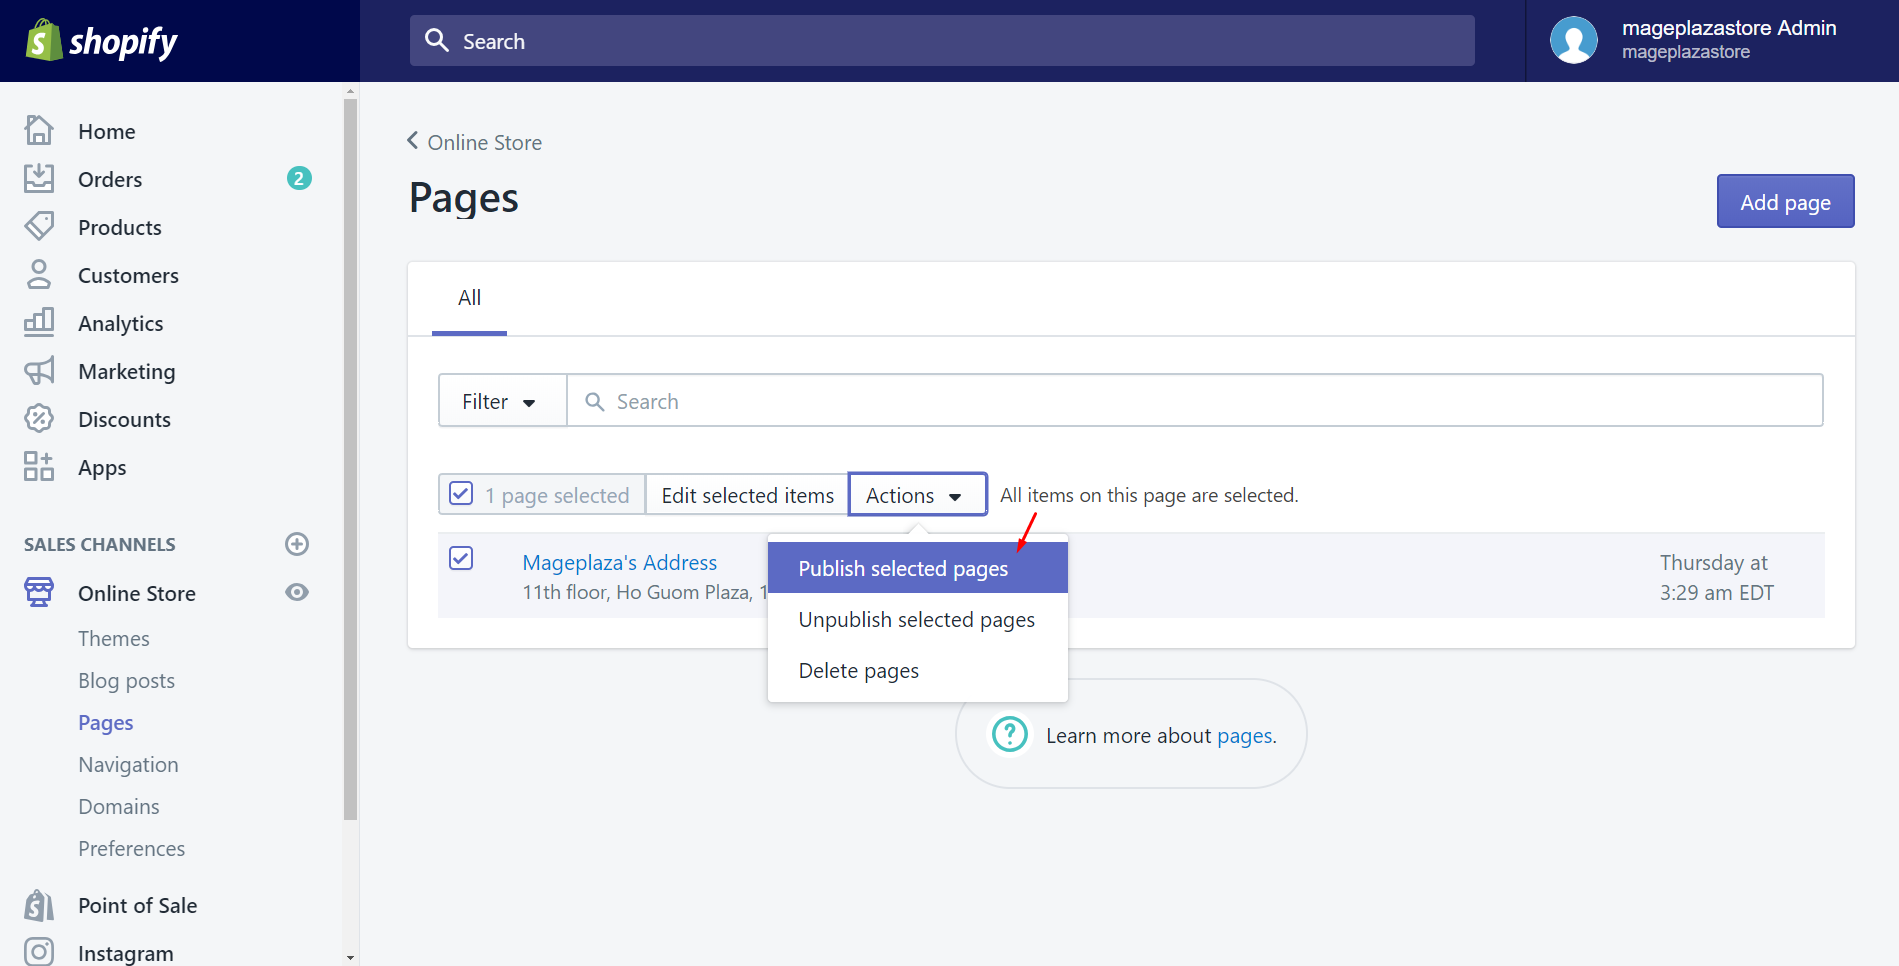 shopify
Search
mageplazastore Admin
mageplazastore
Home
Orders
2
Products
Customers
Analytics
Marketing
Discounts
Apps
SALES CHANNELS
Online Store
Themes
Blog posts
Pages
Navigation
Domains
Preferences
Point of Sale
Instagram
Online Store
Pages
Add page
All
Filter
Search
1 page selected
Edit selected items
Actions
All items on this page are selected.
Mageplaza's Address
11th floor, Ho Guom Plaza, 1
Thursday at
3:29 am EDT
Publish selected pages
Unpublish selected pages
Delete pages
Learn more about pages.